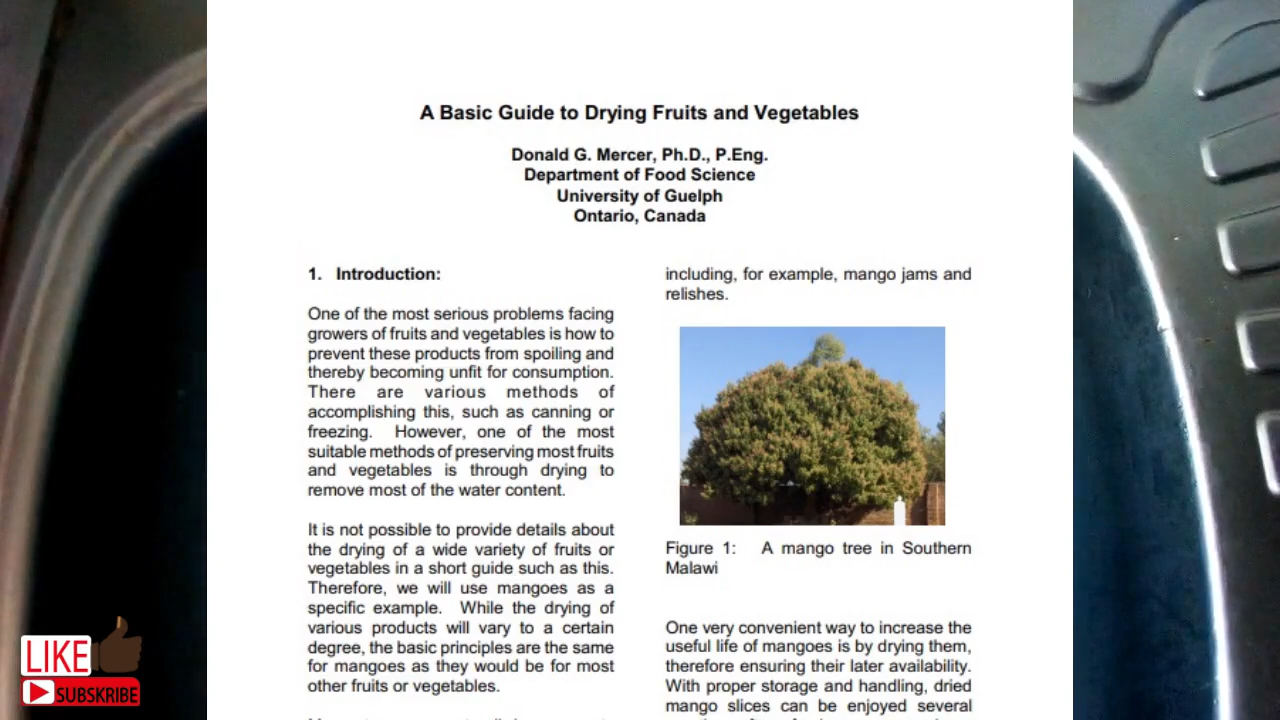 A Basic Guide to Drying Fruits and Vegetables
Donald G. Mercer, Ph.D., P.Eng.
Department of Food Science
University of Guelph
Ontario, Canada
1. Introduction:
One of the most serious problems facing
growers of fruits and vegetables is how to
prevent these products from spoiling and
thereby becoming unfit for consumption.
There are various methods of
accomplishing this, such as canning or
freezing. However, one of the most
suitable methods of preserving most fruits
and vegetables is through drying to
remove most of the water content.
It is not possible to provide details about
the drying of a wide variety of fruits or
vegetables in a short guide such as this.
Therefore, we will use mangoes as a
specific example. While the drying of
various products will vary to a certain
degree, the basic principles are the same
for mangoes as they would be for most
other fruits or vegetables.
including, for example, mango jams and
relishes.
Figure 1: A mango tree in Southern
Malawi
One very convenient way to increase the
useful life of mangoes is by drying them,
therefore ensuring their later availability.
With proper storage and handling, dried
mango slices can be enjoyed several
LIKE
SUBSKRIBE